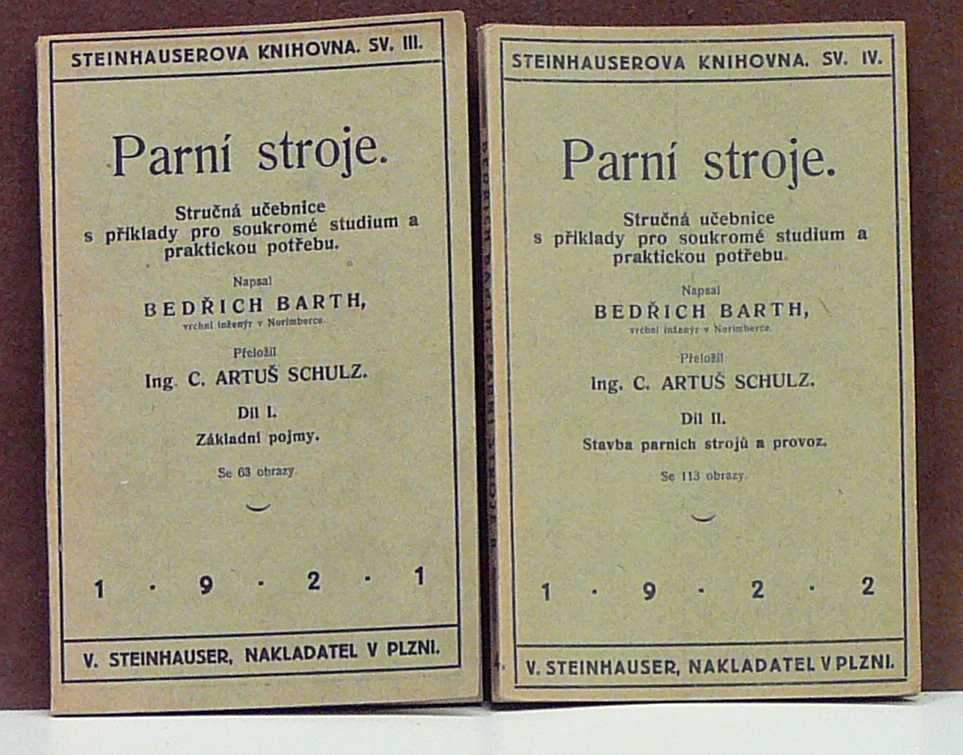 STEINHAUSEROVA KNIHOVNA. SV. III.
Parní stroje.
Stručná učebnice
s příklady pro soukromé studium a
praktickou potřebu.
Napsal
BEDŘICH BARTH,
vrchní inženýr v Norimberce.
Přeložil
Ing. C. ARTUŠ SCHULZ.
Díl I.
Základní pojmy.
Se 63 obrazy.
1 · 9 · 2 · 1
V. STEINHAUSER, NAKLADATEL V PLZNI.
STEINHAUSEROVA KNIHOVNA. SV. IV.
Parní stroje.
Stručná učebnice
s příklady pro soukromé studium a
praktickou potřebu.
Napsal
BEDŘICH BARTH,
vrchní inženýr v Norimberce.
Přeložil
Ing. C. ARTUŠ SCHULZ.
Díl II.
Stavba parních strojů a provoz.
Se 113 obrazy.
1 · 9 · 2 · 2
V. STEINHAUSER, NAKLADATEL V PLZNI.